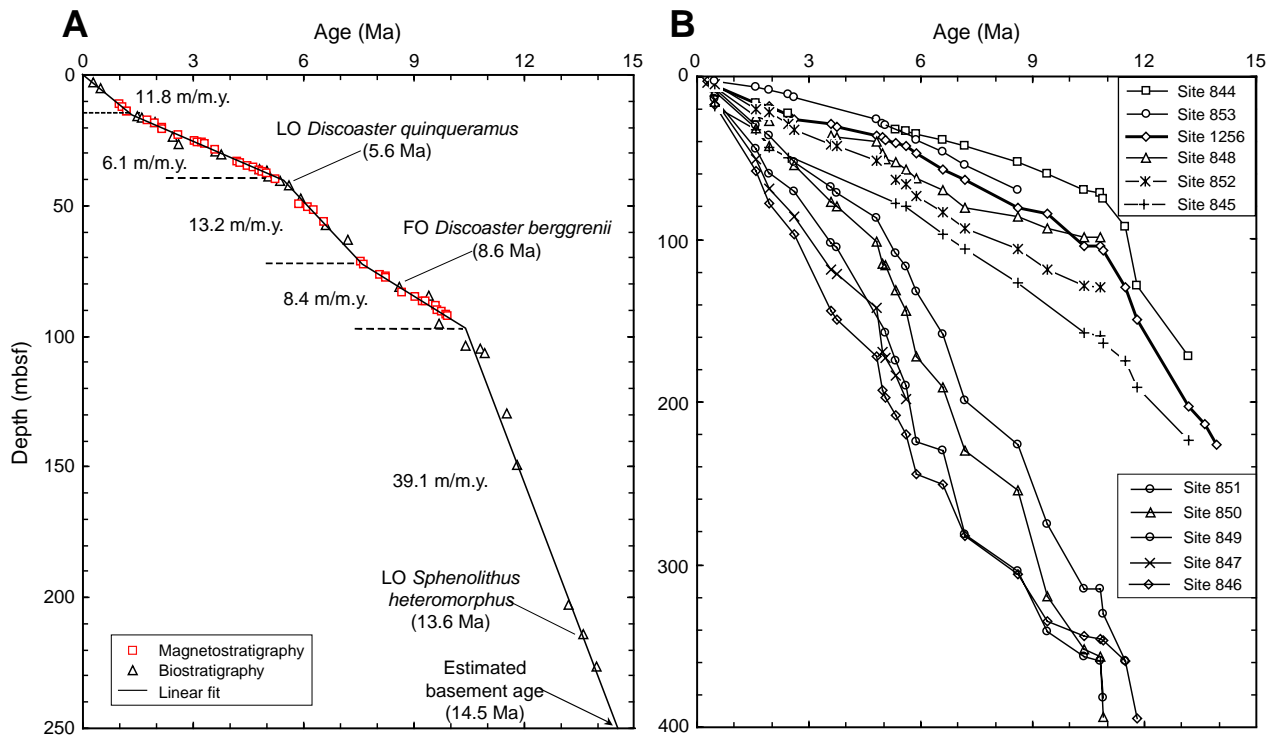 A
Age (Ma)
0 3 6 9 12 15
0
50
100
150
200
250
Depth (mbsf)
11.8 m/m.y.
6.1 m/m.y.
13.2 m/m.y.
8.4 m/m.y.
39.1 m/m.y.
LO Discoaster quinqueramus
(5.6 Ma)
FO Discoaster berggrenii
(8.6 Ma)
LO Sphenolithus
heteromorphus
(13.6 Ma)
Estimated
basement age
(14.5 Ma)
Magnetostratigraphy
Biostratigraphy
Linear fit
B
Age (Ma)
0 3 6 9 12 15
0
100
200
300
400
Site 844
Site 853
Site 1256
Site 848
Site 852
Site 845
Site 851
Site 850
Site 849
Site 847
Site 846